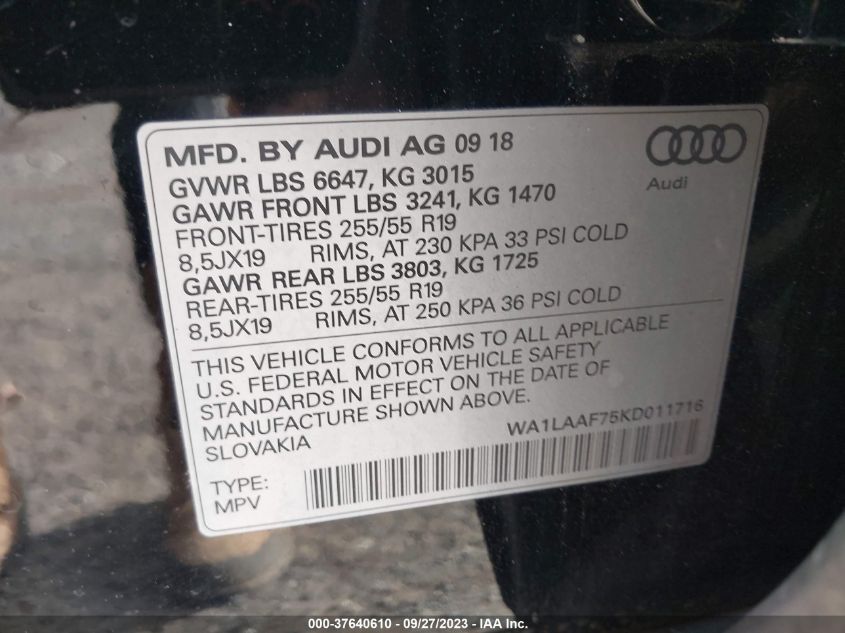 MFD. BY AUDI AG 09 18
Audi
GVWR LBS 6647, KG 3015
GAWR FRONT LBS 3241, KG 1470
FRONT-TIRES 255/55 R19
8,5JX19 RIMS, AT 230 KPA 33 PSI COLD
GAWR REAR LBS 3803, KG 1725
REAR-TIRES 255/55 R19
8,5JX19 RIMS, AT 250 KPA 36 PSI COLD
THIS VEHICLE CONFORMS TO ALL APPLICABLE
U.S. FEDERAL MOTOR VEHICLE SAFETY
STANDARDS IN EFFECT ON THE DATE OF
MANUFACTURE SHOWN ABOVE.
SLOVAKIA WA1LAAF75KD011716
TYPE:
MPV
000-37640610 - 09/27/2023 - Copyright IAA, Inc.